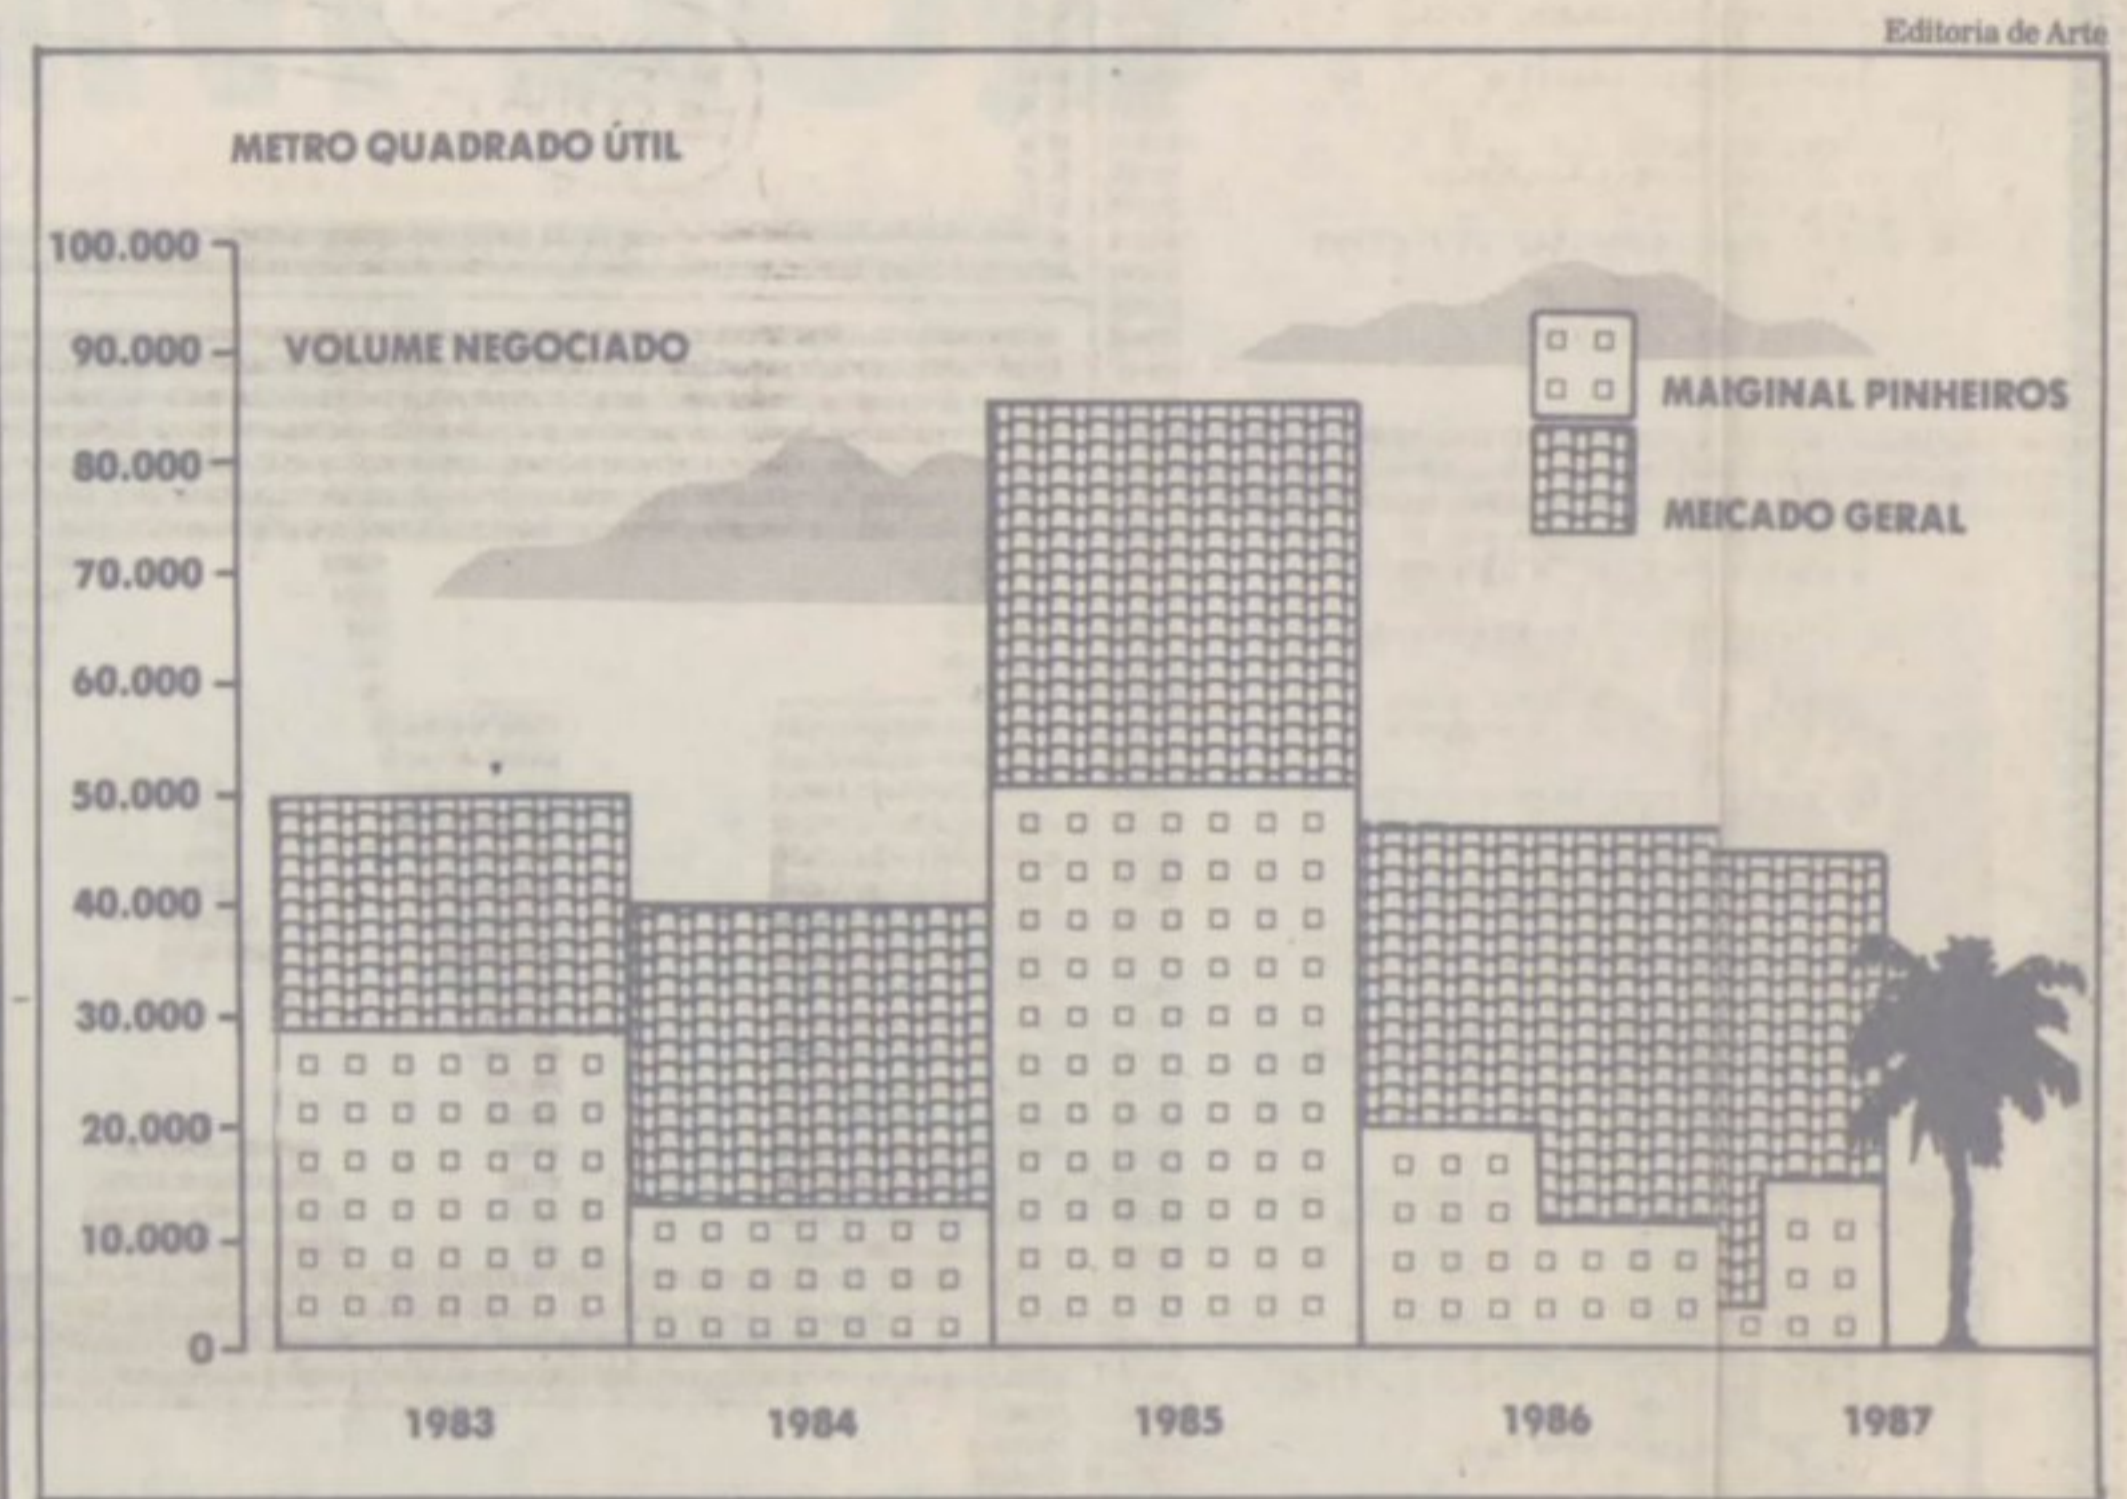 Editoria de Arte
METRO QUADRADO ÚTIL
100.000
90.000
VOLUME NEGOCIADO
MAIGINAL PINHEIROS
80.000
MEICADO GERAL
70.000
60.000
50.000
40.000
30.000
20.000
10.000
0
1983 1984 1985 1986 1987